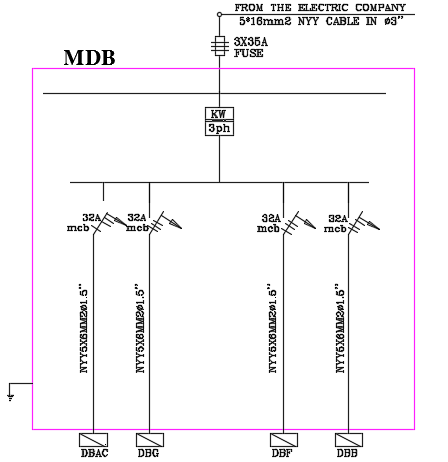 FROM THE ELECTRIC COMPANY
5*16mm2 NYY CABLE IN ø3"
3X35A
FUSE
MDB
KW
3ph
32A
mcb
32A
mcb
32A
mcb
32A
mcb
NYY5X6MM2ø1.5"
NYY5X6MM2ø1.5"
NYY5X6MM2ø1.5"
NYY5X6MM2ø1.5"
DBAC
DBG
DBF
DBB